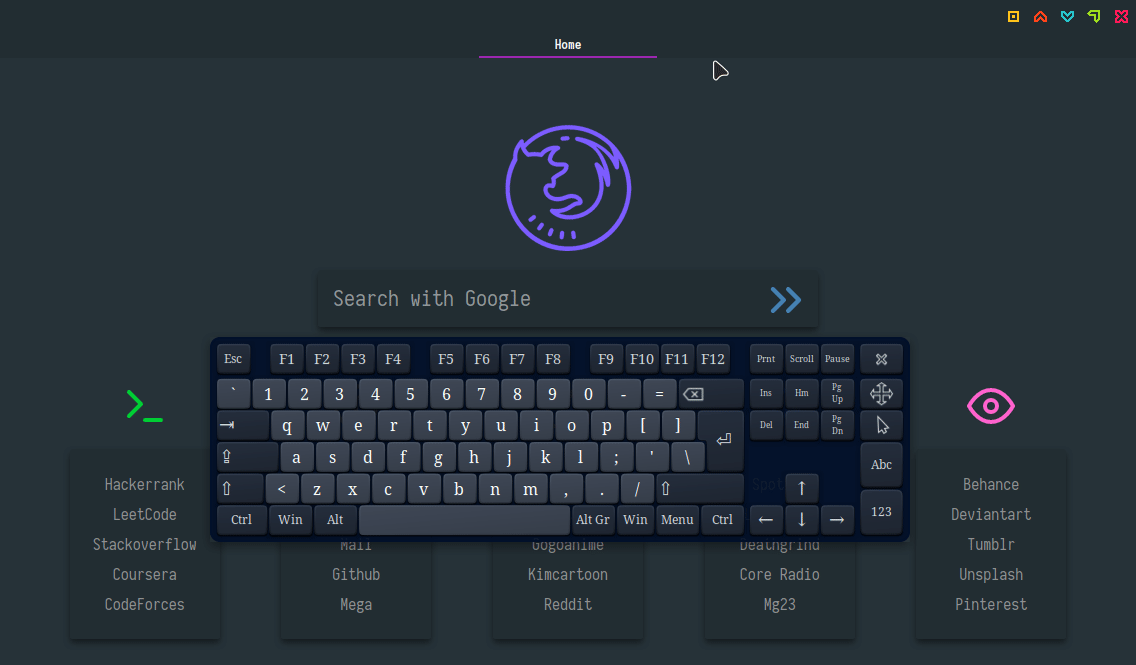 Home
Search with Google
Esc F1 F2 F3 F4 F5 F6 F7 F8 F9 F10 F11 F12 Prnt Scroll Pause
` 1 2 3 4 5 6 7 8 9 0 - = Ins Hm Pg Up
q w e r t y u i o p [ ] Del End Pg Dn
a s d f g h j k l ; ' \ Abc
< z x c v b n m , . / Spot
Ctrl Win Alt Alt Gr Win Menu Ctrl 123
Hackerrank
LeetCode
Stackoverflow
Coursera
CodeForces
Mail
Github
Mega
Gogoanime
Kimcartoon
Reddit
Deathgrind
Core Radio
Mg23
Behance
Deviantart
Tumblr
Unsplash
Pinterest